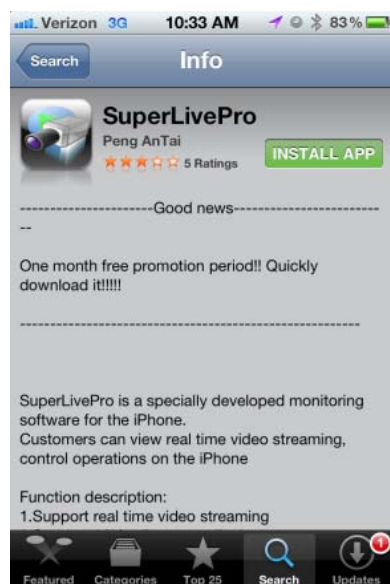 Verizon 3G 10:33 AM 83%
Search Info
SuperLivePro
Peng AnTai
5 Ratings INSTALL APP
----------------------Good news------------------------
--
One month free promotion period!! Quickly
download it!!!!!
---------------------------------------------------------
SuperLivePro is a specially developed monitoring
software for the iPhone.
Customers can view real time video streaming,
control operations on the iPhone
Function description:
1.Support real time video streaming
1
Featured Categories Top 25 Search Updates